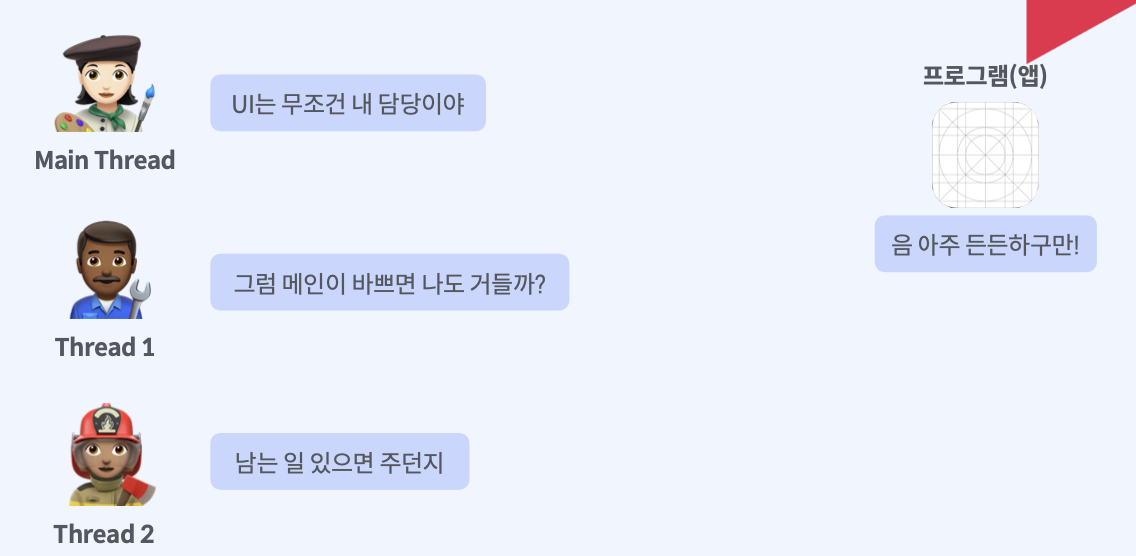 UI는 무조건 내 담당이야
Main Thread
그럼 메인이 바쁘면 나도 거들까?
Thread 1
남는 일 있으면 주던지
Thread 2
프로그램(앱)
음 아주 든든하구만!